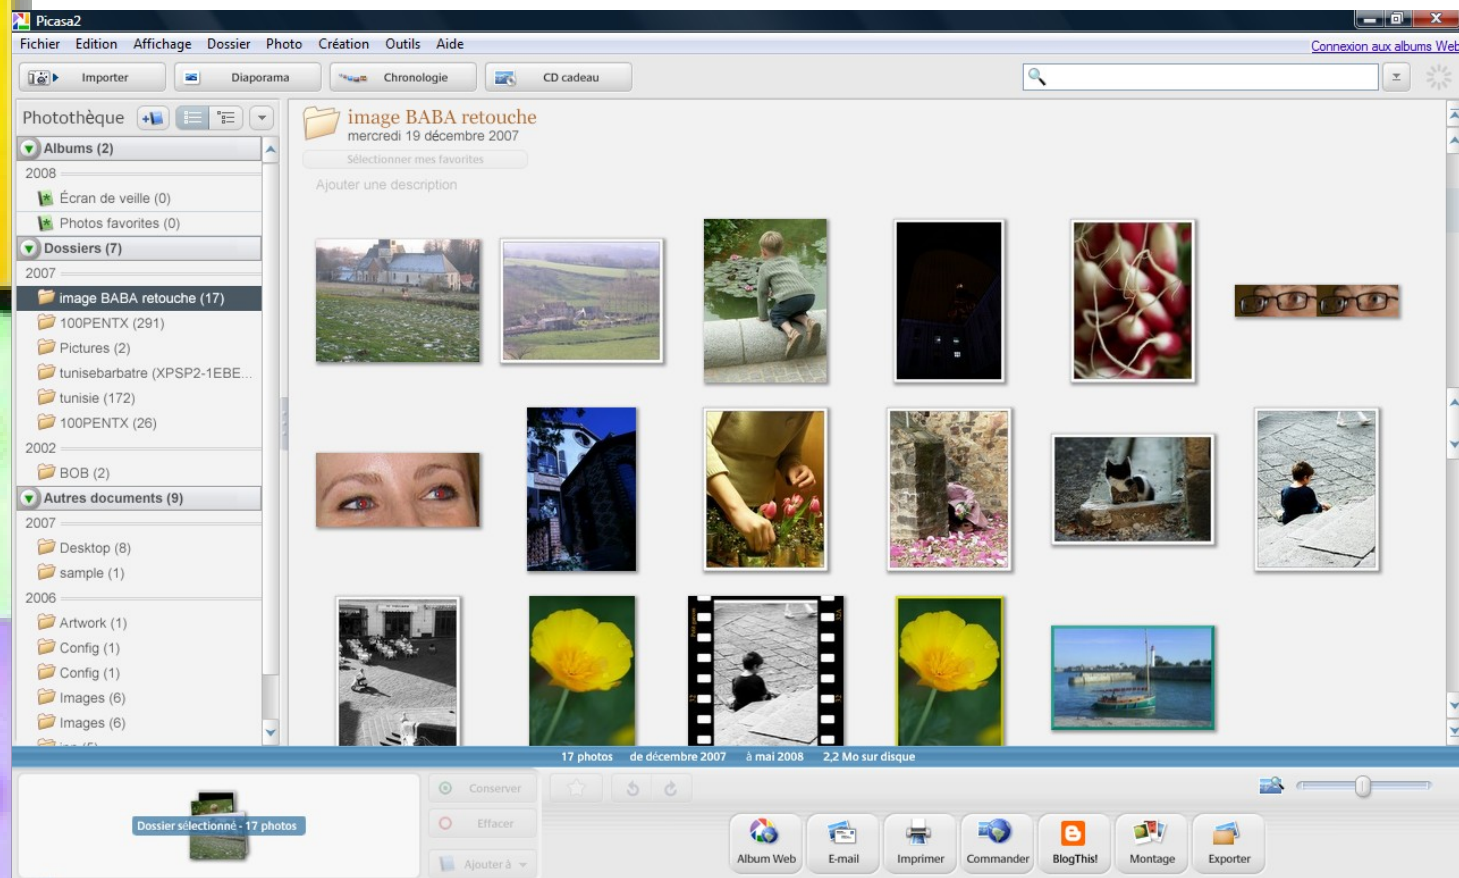 Picasa2
Fichier Edition Affichage Dossier Photo Création Outils Aide
Connexion aux albums Web
Importer Diaporama Chronologie CD cadeau
Photothèque
Albums (2)
2008
Écran de veille (0)
Photos favorites (0)
Dossiers (7)
2007
image BABA retouche (17)
100PENTX (291)
Pictures (2)
tunisebarbatre (XPSP2-1EBE...
tunisie (172)
100PENTX (26)
2002
BOB (2)
Autres documents (9)
2007
Desktop (8)
sample (1)
2006
Artwork (1)
Config (1)
Config (1)
Images (6)
Images (6)
image BABA retouche
mercredi 19 décembre 2007
Sélectionner mes favorites
Ajouter une description
17 photos de décembre 2007 à mai 2008 2,2 Mo sur disque
Dossier sélectionné - 17 photos
Conserver
Effacer
Ajouter à
Album Web E-mail Imprimer Commander BlogThis! Montage Exporter